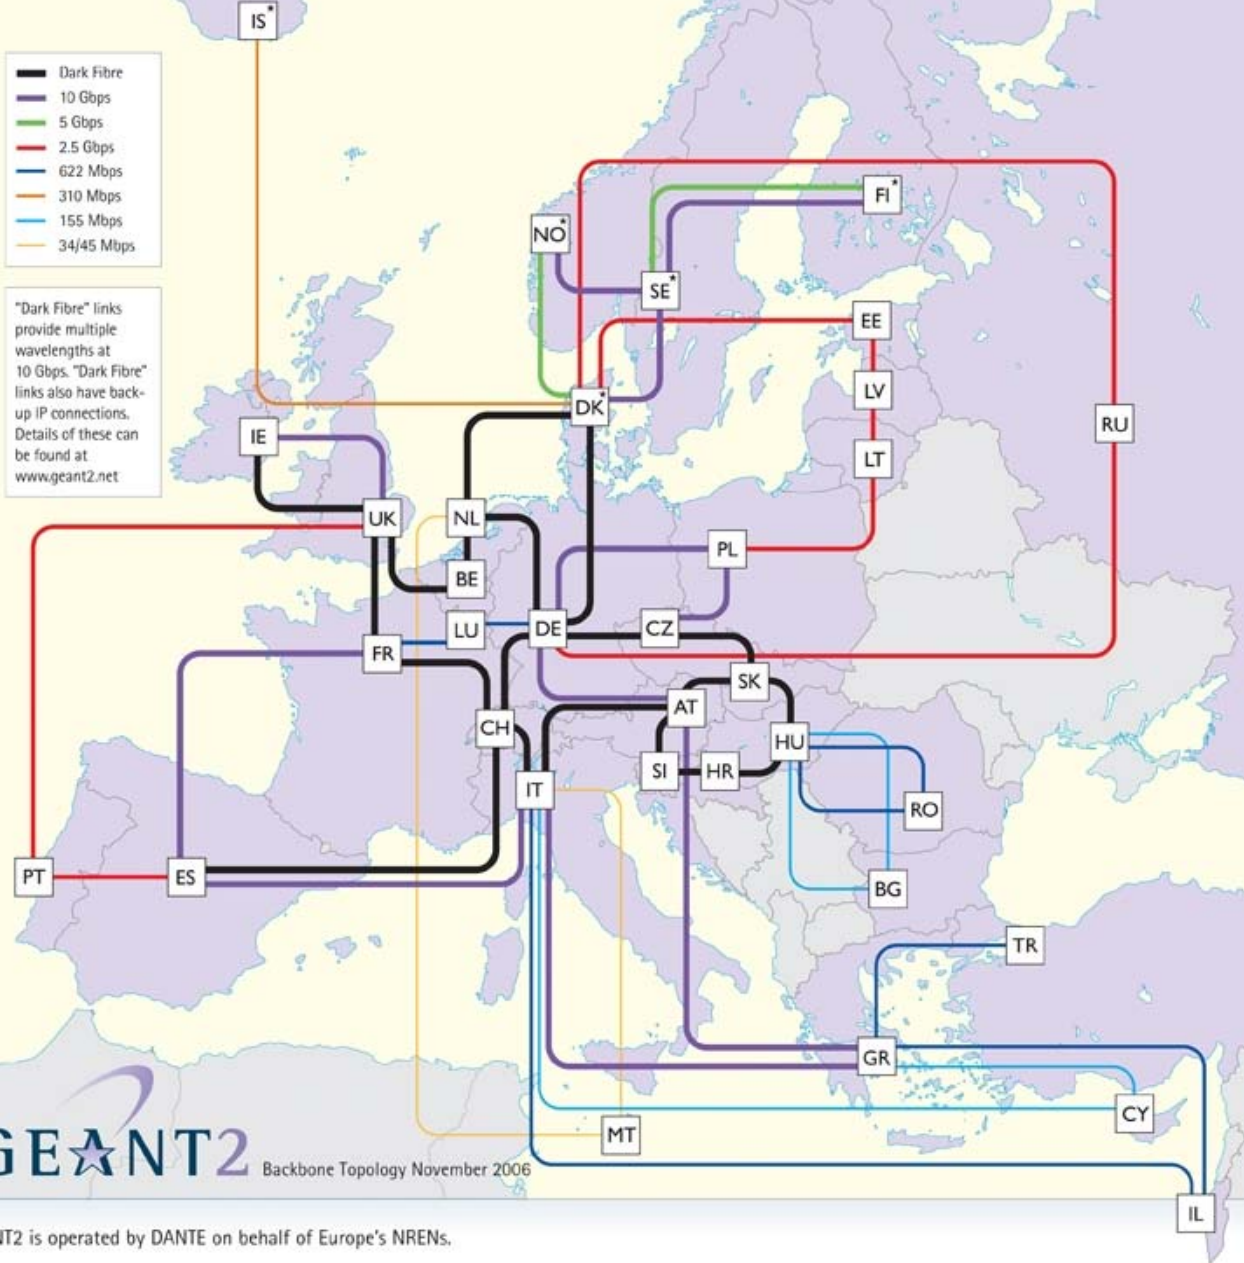 IS*
Dark Fibre
10 Gbps
5 Gbps
2.5 Gbps
622 Mbps
310 Mbps
155 Mbps
34/45 Mbps
"Dark Fibre" links
provide multiple
wavelengths at
10 Gbps. "Dark Fibre"
links also have back-
up IP connections.
Details of these can
be found at
www.geant2.net
FI*
NO*
SE*
EE
LV
DK*
RU
IE
LT
UK
NL
PL
BE
LU
DE
CZ
FR
SK
AT
CH
HU
SI
HR
IT
RO
PT
ES
BG
TR
GR
CY
MT
GEANT2
Backbone Topology November 2006
IL
NT2 is operated by DANTE on behalf of Europe's NRENs.